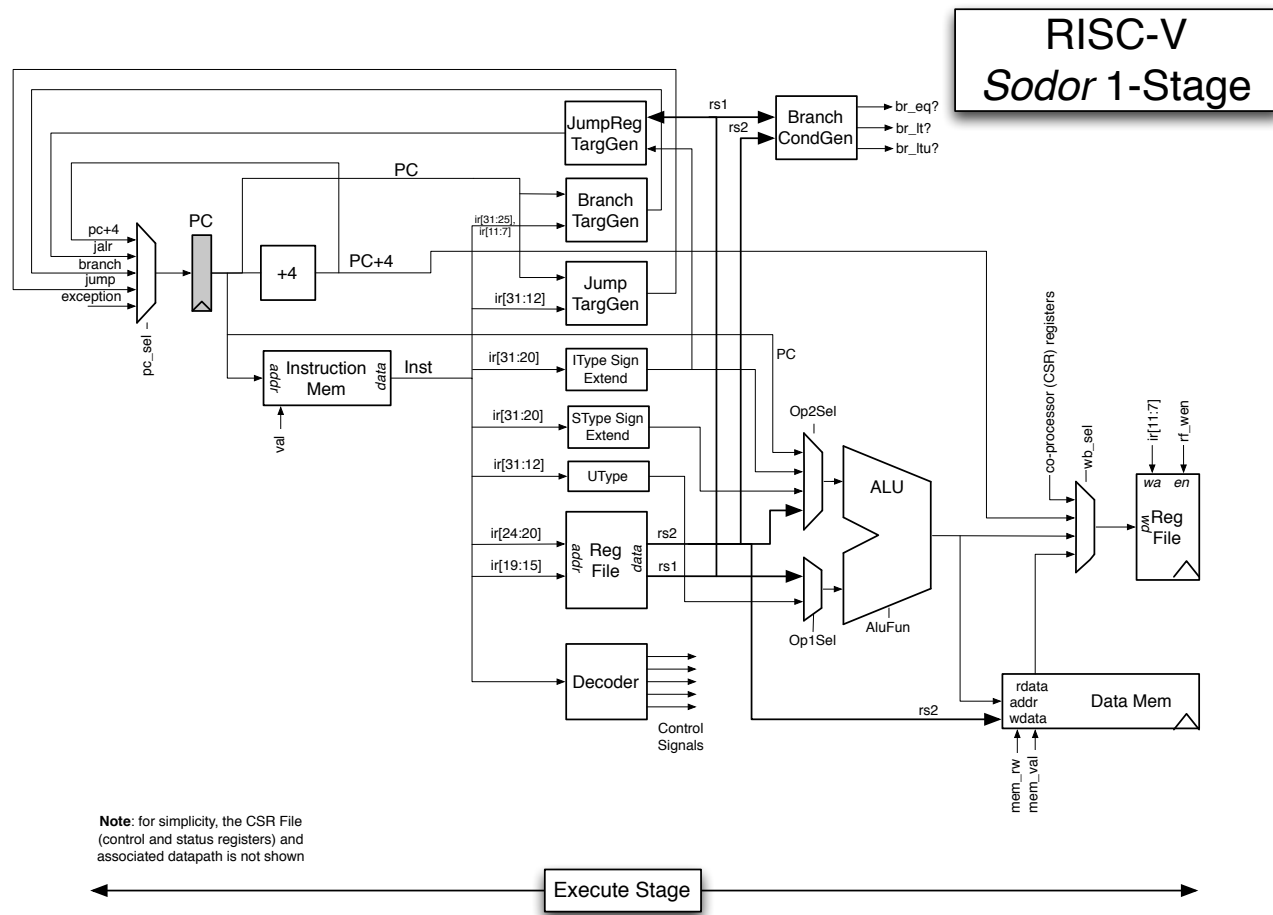 RISC-V
Sodor 1-Stage
rs1
rs2
Branch
CondGen
br_eq?
br_lt?
br_ltu?
JumpReg
TargGen
PC
Branch
TargGen
ir[31:25],
ir[11:7]
PC
pc+4
jalr
branch
jump
exception
pc_sel
+4
PC+4
Jump
TargGen
ir[31:12]
PC
addr
Instruction
Mem
data
val
Inst
ir[31:20]
IType Sign
Extend
ir[31:20]
SType Sign
Extend
ir[31:12]
UType
Op2Sel
ALU
co-processor (CSR) registers
wb_sel
ir[11:7]
rf_wen
wa
en
wd
Reg
File
ir[24:20]
ir[19:15]
addr
Reg
File
data
rs2
rs1
Op1Sel
AluFun
Decoder
Control
Signals
rs2
rdata
addr
wdata
Data Mem
mem_rw
mem_val
Note: for simplicity, the CSR File
(control and status registers) and
associated datapath is not shown
Execute Stage